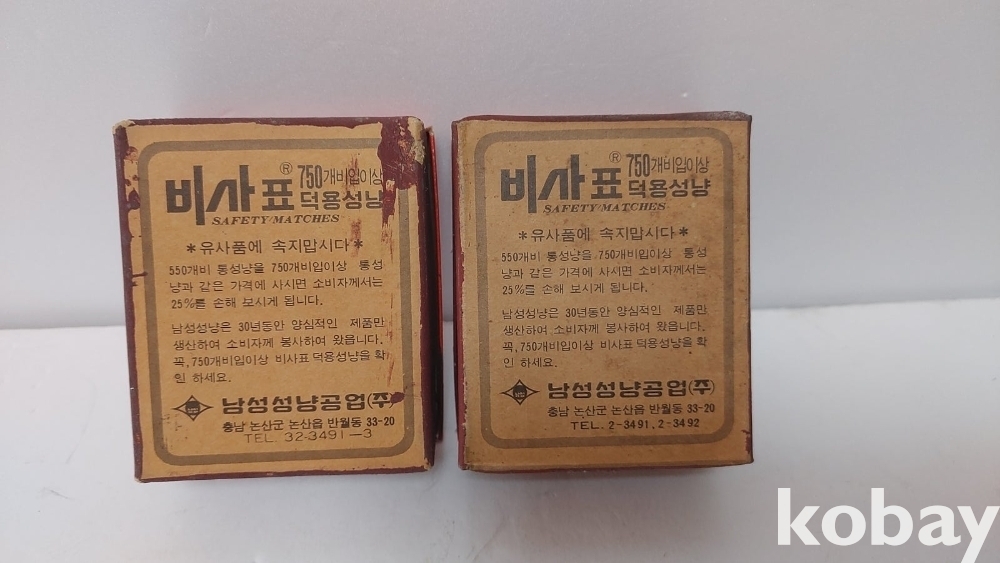 비사표 ® 750개비입이상
덕용성냥
SAFETY MATCHES
*유사품에 속지맙시다*
550개비 통성냥을 750개비입이상 통성
냥과 같은 가격에 사시면 소비자께서는
25%를 손해 보시게 됩니다.
남성성냥은 30년동안 양심적인 제품만
생산하여 소비자께 봉사하여 왔읍니다.
꼭, 750개비입이상 비사표 덕용성냥을 확
인 하세요.
남성성냥공업(주)
충남 논산군 논산읍 반월동 33-20
TEL. 32-3491-3
비사표 ® 750개비입이상
덕용성냥
SAFETY MATCHES
*유사품에 속지맙시다*
550개비 통성냥을 750개비입이상 통성
냥과 같은 가격에 사시면 소비자께서는
25%를 손해 보시게 됩니다.
남성성냥은 30년동안 양심적인 제품만
생산하여 소비자께 봉사하여 왔읍니다.
꼭, 750개비입이상 비사표 덕용성냥을 확
인 하세요.
남성성냥공업(주)
충남 논산군 논산읍 반월동 33-20
TEL. 2-3491, 2-3492
kobay